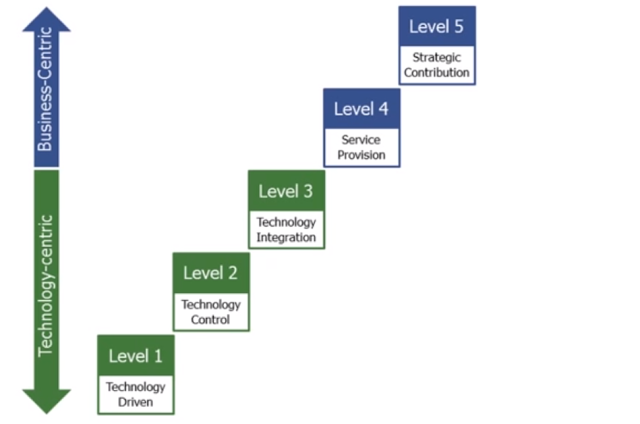 Business-Centric
Technology-centric
Level 5
Strategic
Contribution
Level 4
Service
Provision
Level 3
Technology
Integration
Level 2
Technology
Control
Level 1
Technology
Driven